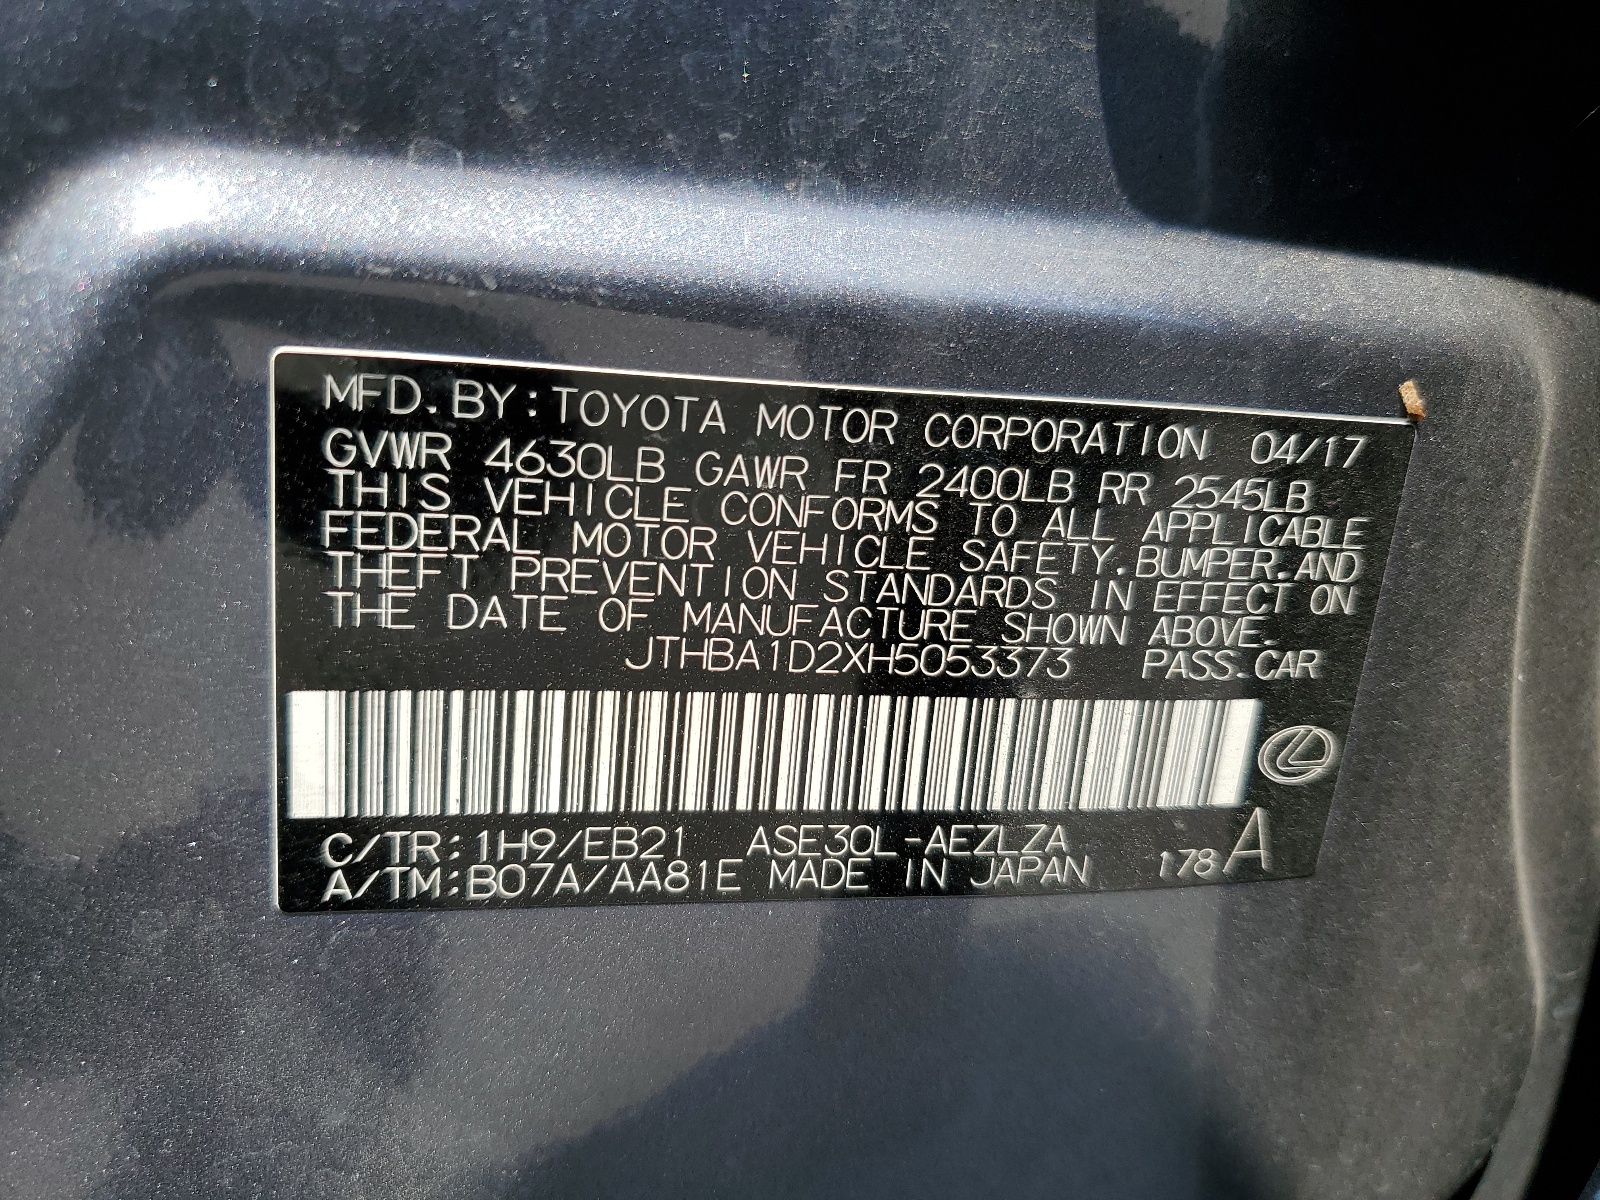 MFD. BY: TOYOTA MOTOR CORPORATION 04/17
GVWR 4630LB GAWR FR 2400LB RR 2545LB
THIS VEHICLE CONFORMS TO ALL APPLICABLE
FEDERAL MOTOR VEHICLE SAFETY, BUMPER, AND
THEFT PREVENTION STANDARDS IN EFFECT ON
THE DATE OF MANUFACTURE SHOWN ABOVE.
JTHBA1D2XH5053373 PASS. CAR
C/TR: 1H9/EB21 ASE30L-AEZLZA
A/TM: B07A/AA81E MADE IN JAPAN 178 A